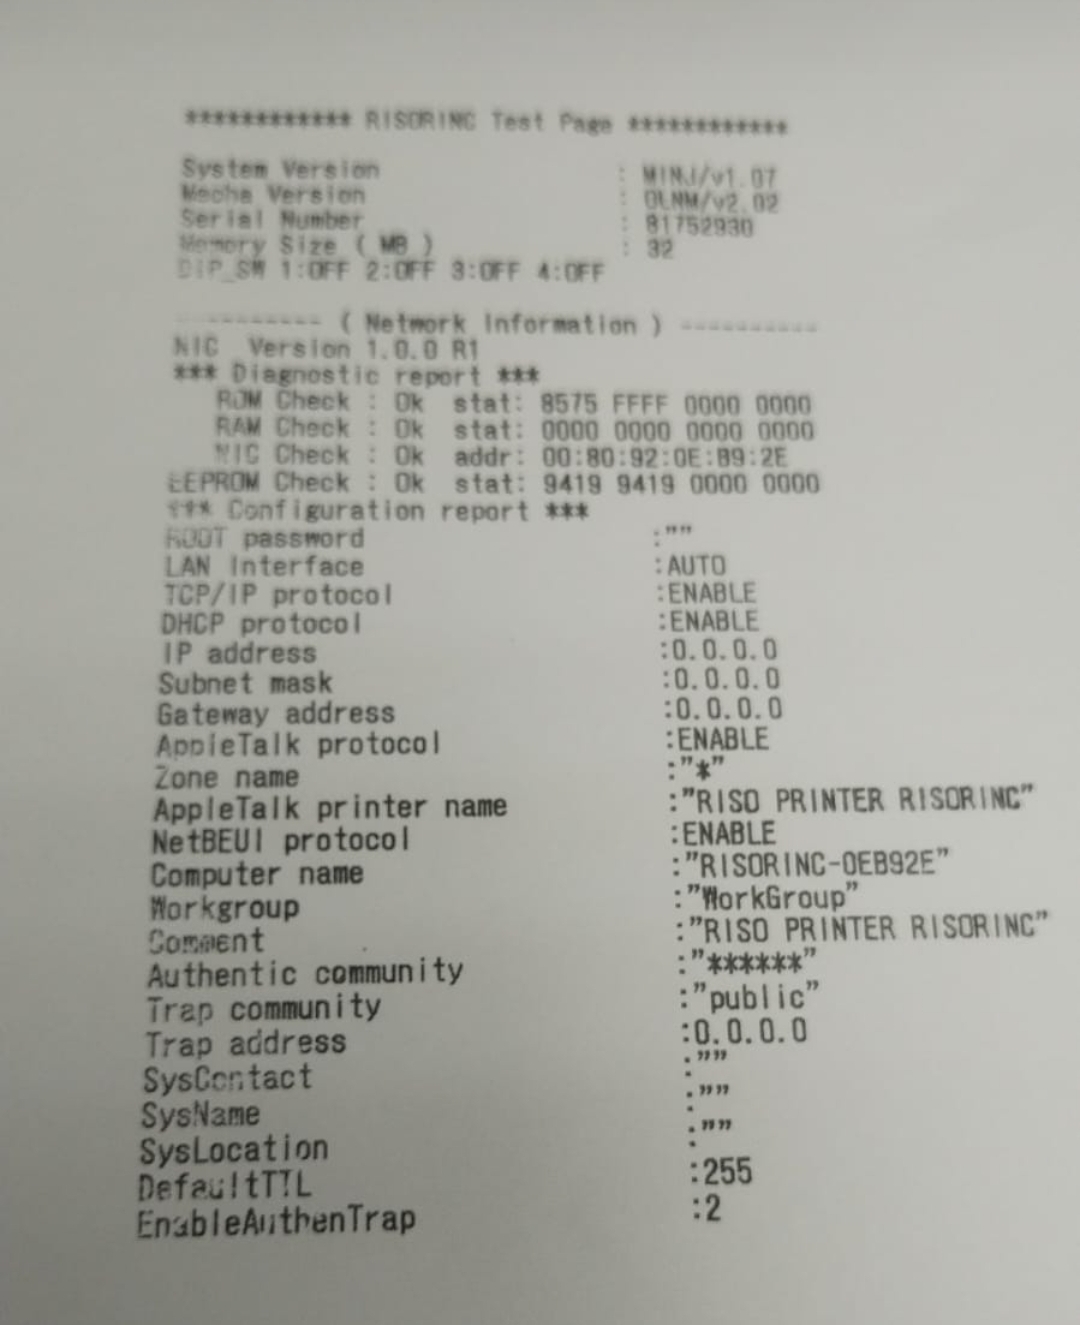 ************ RISORINC Test Page ************
System Version : MINJ/v1.07
Mecha Version : OLNM/v2.02
Serial Number : 81752930
Memory Size ( MB ) : 32
DIP_SW 1:OFF 2:OFF 3:OFF 4:OFF
---------- ( Network Information ) ----------
NIC Version 1.0.0 R1
*** Diagnostic report ***
ROM Check : Ok stat: 8575 FFFF 0000 0000
RAM Check : Ok stat: 0000 0000 0000 0000
NIC Check : Ok addr: 00:80:92:0E:B9:2E
EEPROM Check : Ok stat: 9419 9419 0000 0000
*** Configuration report ***
ROOT password :""
LAN Interface :AUTO
TCP/IP protocol :ENABLE
DHCP protocol :ENABLE
IP address :0.0.0.0
Subnet mask :0.0.0.0
Gateway address :0.0.0.0
AppleTalk protocol :ENABLE
Zone name :"*"
AppleTalk printer name :"RISO PRINTER RISORINC"
NetBEUI protocol :ENABLE
Computer name :"RISORINC-0EB92E"
Workgroup :"WorkGroup"
Comment :"RISO PRINTER RISORINC"
Authentic community :"******"
Trap community :"public"
Trap address :0.0.0.0
SysContact :""
SysName :""
SysLocation :""
DefaultTTL :255
EnableAuthenTrap :2